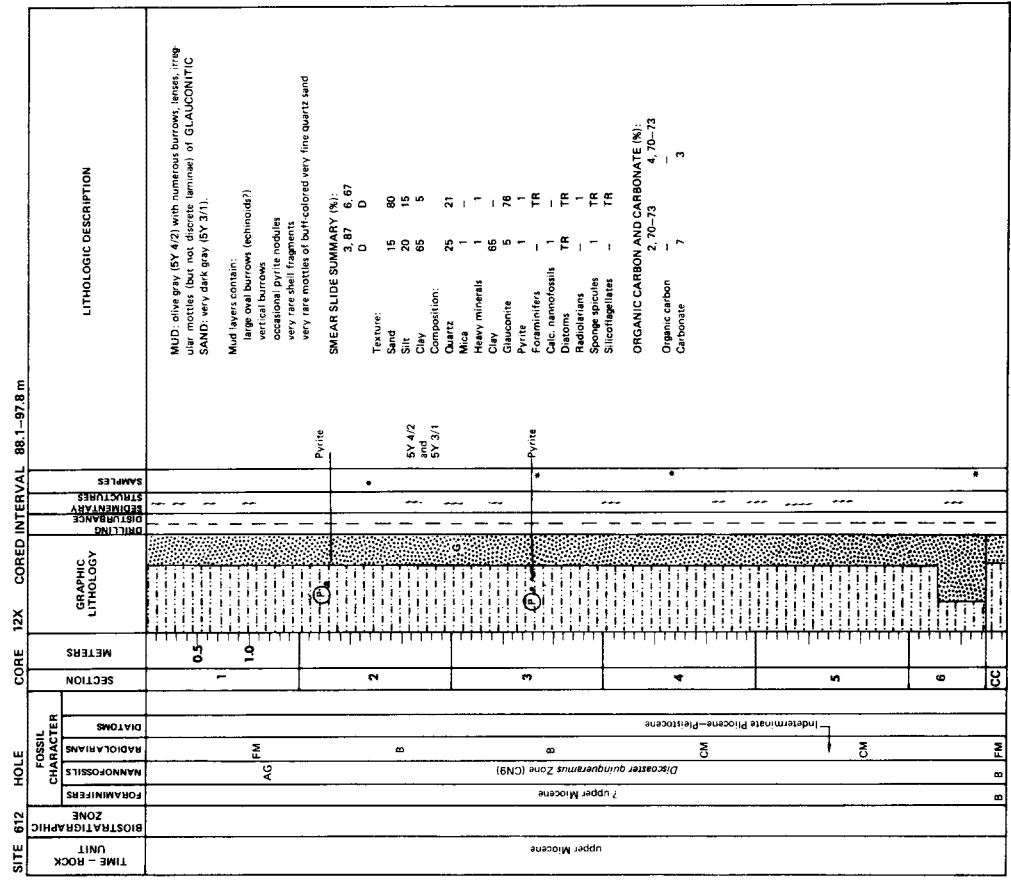 SITE 612 HOLE CORE 12X CORED INTERVAL 88.1–97.8 m
TIME – ROCK
UNIT
BIOSTRATIGRAPHIC
ZONE
FOSSIL
CHARACTER
FORAMINIFERS
NANNOFOSSILS
RADIOLARIANS
DIATOMS
SECTION
METERS
GRAPHIC
LITHOLOGY
DRILLING
DISTURBANCE
SEDIMENTARY
STRUCTURES
SAMPLES
LITHOLOGIC DESCRIPTION
upper Miocene
? upper Miocene
B
AG
Discoaster quinqueramus Zone (CN9)
B
FM
B
B
CM
CM
FM
Indeterminate Pliocene–Pleistocene
1
2
3
4
5
6
CC
0.5
1.0
P
P
G
Pyrite
5Y 4/2
and
5Y 3/1
Pyrite
*
*
MUD: olive gray (5Y 4/2) with numerous burrows, lenses, irreg-
ular mottles (but not discrete laminae) of GLAUCONITIC
SAND: very dark gray (5Y 3/1).
Mud layers contain:
large oval burrows (echinoids?)
vertical burrows
occasional pyrite nodules
very rare shell fragments
very rare mottles of buff-colored very fine quartz sand
SMEAR SLIDE SUMMARY (%):
3, 87 6, 67
D D
Texture:
Sand 15 80
Silt 20 15
Clay 65 5
Composition:
Quartz 25 21
Mica 1 –
Heavy minerals 1 1
Clay 65 –
Glauconite 5 76
Pyrite 1 1
Foraminifers – TR
Calc. nannofossils 1 –
Diatoms TR TR
Radiolarians – 1
Sponge spicules 1 TR
Silicoflagellates – TR
ORGANIC CARBON AND CARBONATE (%):
2, 70–73 4, 70–73
Organic carbon – –
Carbonate 7 3